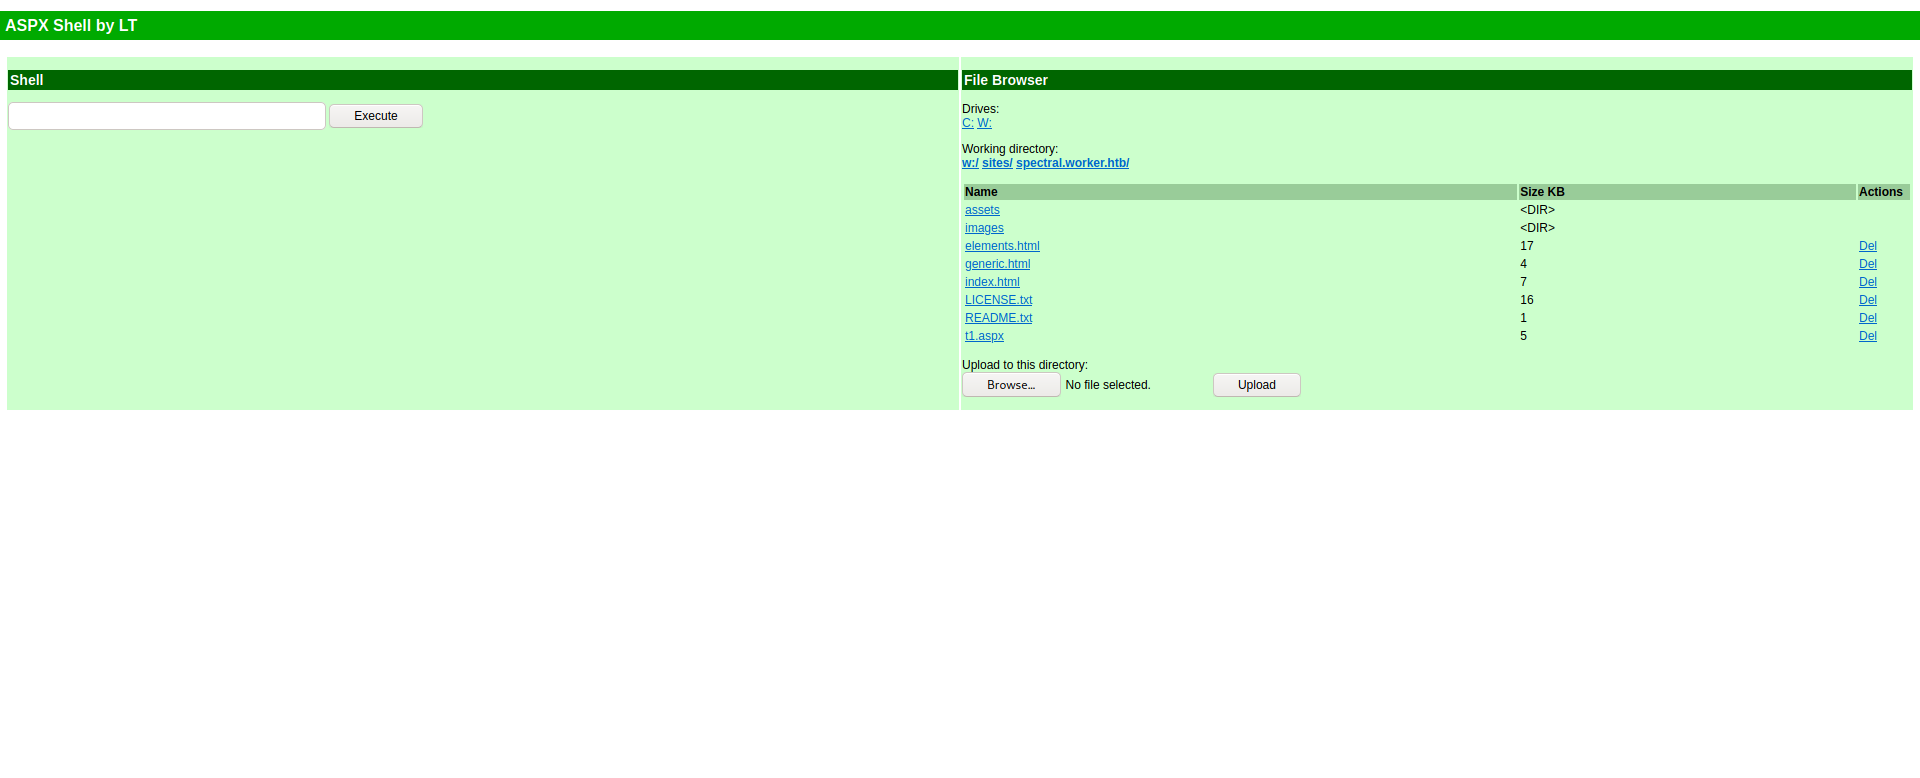 ASPX Shell by LT
Shell
Execute
File Browser
Drives:
C: W:
Working directory:
w:/ sites/ spectral.worker.htb/
Name Size KB Actions
assets <DIR>
images <DIR>
elements.html 17 Del
generic.html 4 Del
index.html 7 Del
LICENSE.txt 16 Del
README.txt 1 Del
t1.aspx 5 Del
Upload to this directory:
Browse... No file selected. Upload